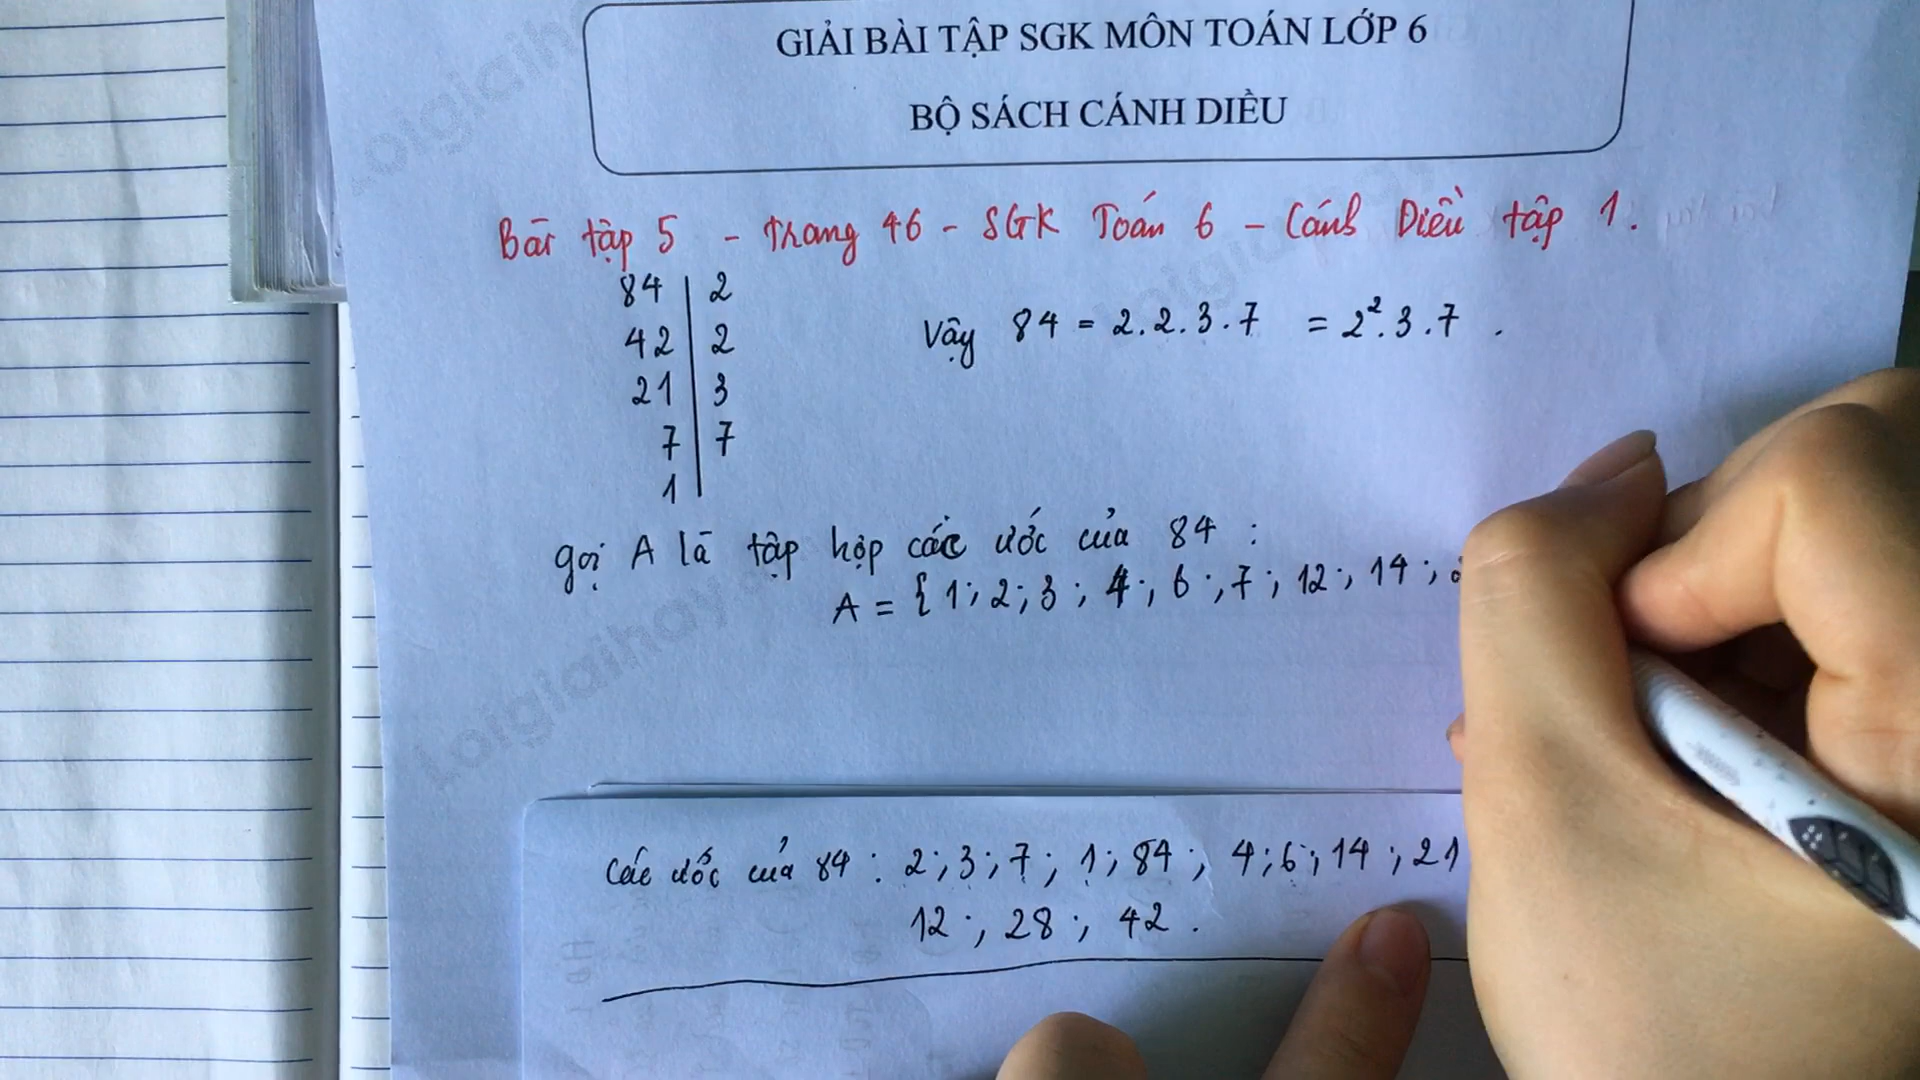 GIẢI BÀI TẬP SGK MÔN TOÁN LỚP 6
BỘ SÁCH CÁNH DIỀU
Bài tập 5 - Trang 46 - SGK Toán 6 - Cánh Diều tập 1.
84 | 2
42 | 2
21 | 3
7 | 7
1 |
Vậy 84 = 2.2.3.7 = 2².3.7 .
Gọi A là tập hợp các ước của 84 :
A = { 1; 2; 3 ; 4 ; 6 ; 7 ; 12 ; 14 ;
Các ước của 84 : 2 ; 3 ; 7 ; 1 ; 84 ; 4 ; 6 ; 14 ; 21
12 ; 28 ; 42 .
Loigiaihay